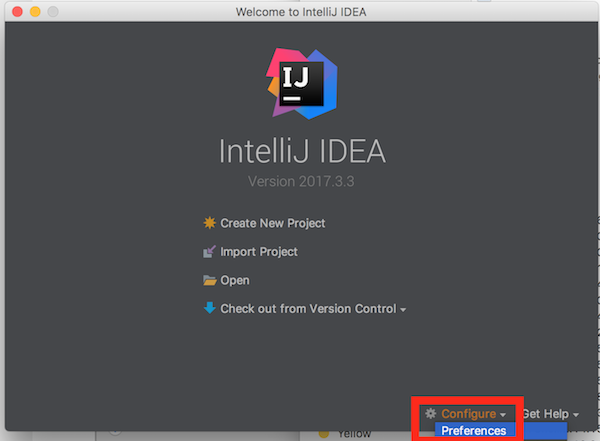 Welcome to IntelliJ IDEA
IJ
IntelliJ IDEA
Version 2017.3.3
Create New Project
Import Project
Open
Check out from Version Control
Configure Get Help
Preferences
Yellow